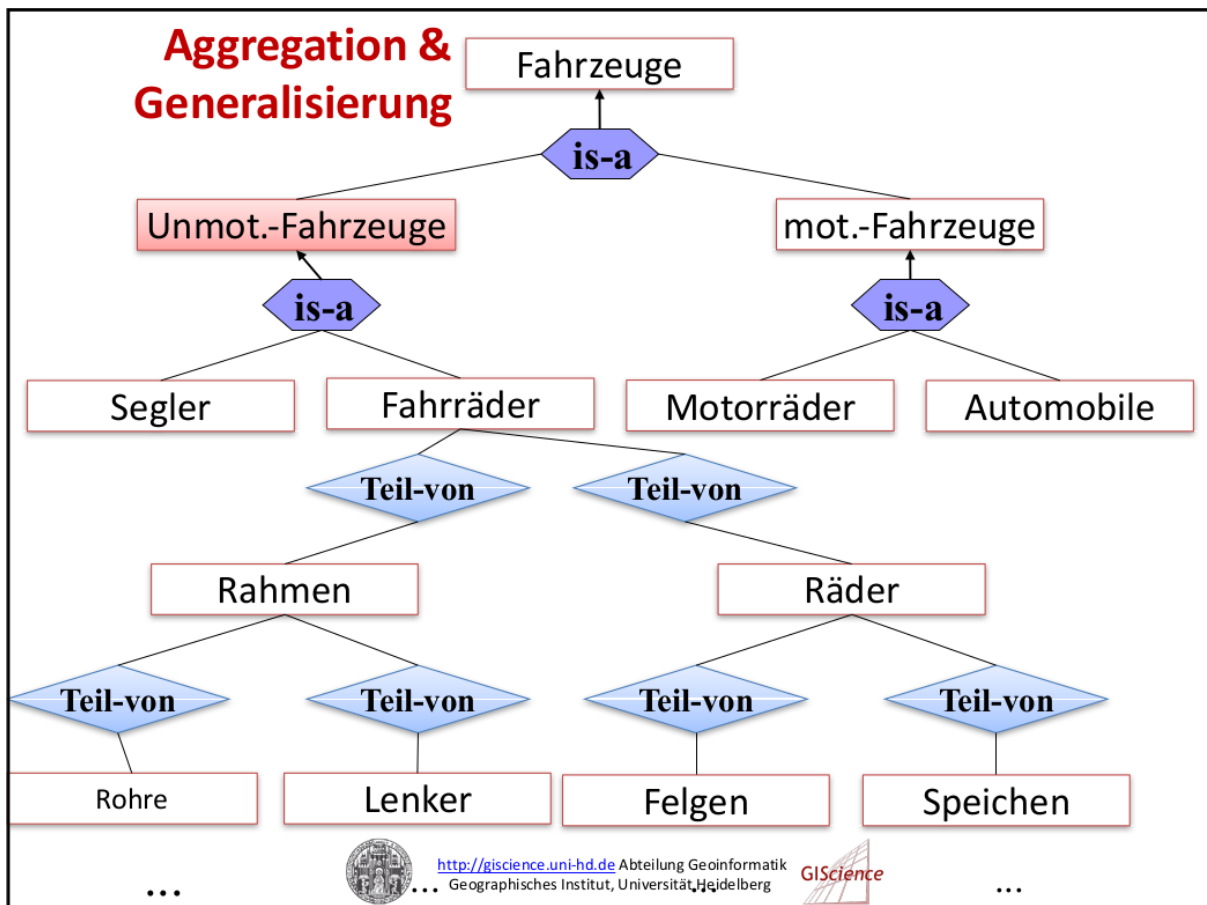 Aggregation &
Generalisierung
Fahrzeuge
is-a
Unmot.-Fahrzeuge
mot.-Fahrzeuge
is-a
is-a
Segler
Fahrräder
Motorräder
Automobile
Teil-von
Teil-von
Rahmen
Räder
Teil-von
Teil-von
Teil-von
Teil-von
Rohre
Lenker
Felgen
Speichen
http://giscience.uni-hd.de Abteilung Geoinformatik
Geographisches Institut, Universität Heidelberg
GIScience
...
...
...
...